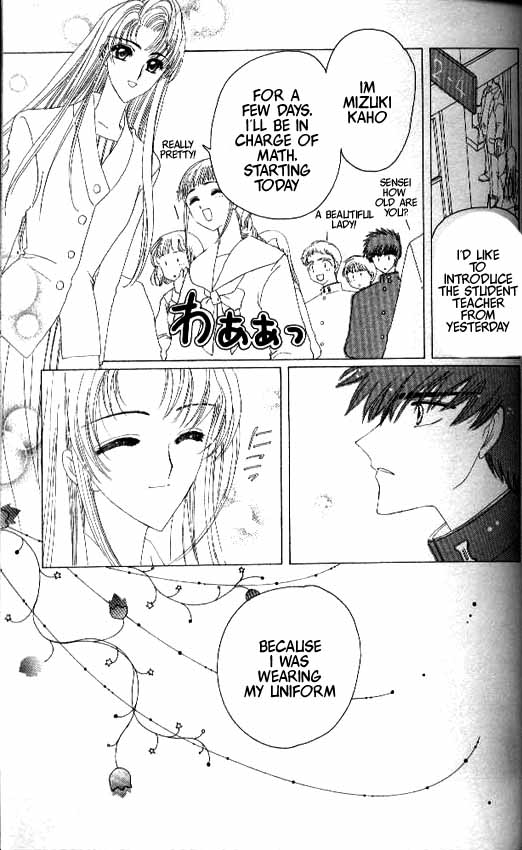 2-4
I'D LIKE
TO
INTRODUCE
THE STUDENT
TEACHER
FROM
YESTERDAY
IM
MIZUKI
KAHO
FOR A
FEW DAYS.
I'LL BE IN
CHARGE OF
MATH.
STARTING
TODAY
SENSEI
HOW
OLD ARE
YOU?
A BEAUTIFUL
LADY!
REALLY
PRETTY!
わあぁっ
BECAUSE
I WAS
WEARING
MY UNIFORM